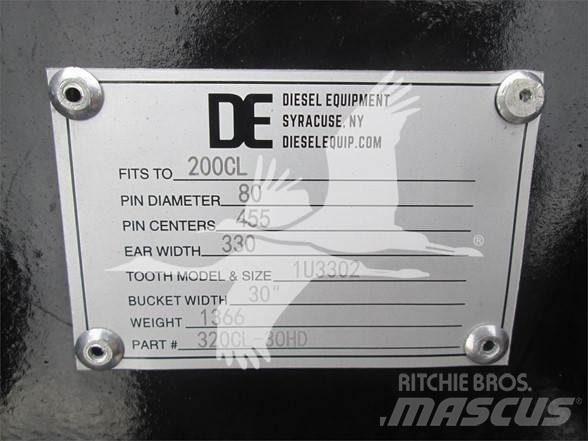 DE
DIESEL EQUIPMENT
SYRACUSE, NY
DIESELEQUIP.COM
FITS TO 200CL
PIN DIAMETER 80
PIN CENTERS 455
EAR WIDTH 330
TOOTH MODEL & SIZE 1U3302
BUCKET WIDTH 30"
WEIGHT 1366
PART # 320CL-30HD
®
RITCHIE BROS.
MASCUS